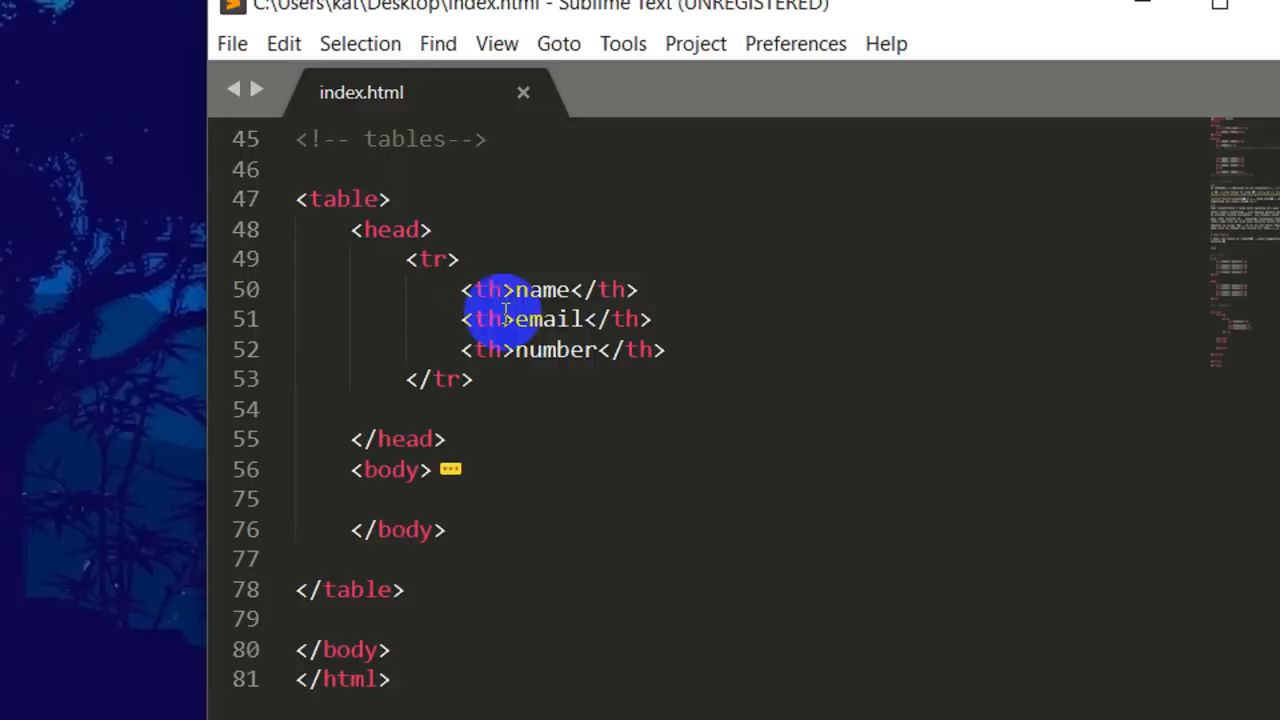 C:\Users\kat\Desktop\index.html - Sublime Text (UNREGISTERED)
File Edit Selection Find View Goto Tools Project Preferences Help
index.html
45 <!-- tables-->
46
47 <table>
48 <head>
49 <tr>
50 <th>name</th>
51 <th>email</th>
52 <th>number</th>
53 </tr>
54
55 </head>
56 <body>
75
76 </body>
77
78 </table>
79
80 </body>
81 </html>